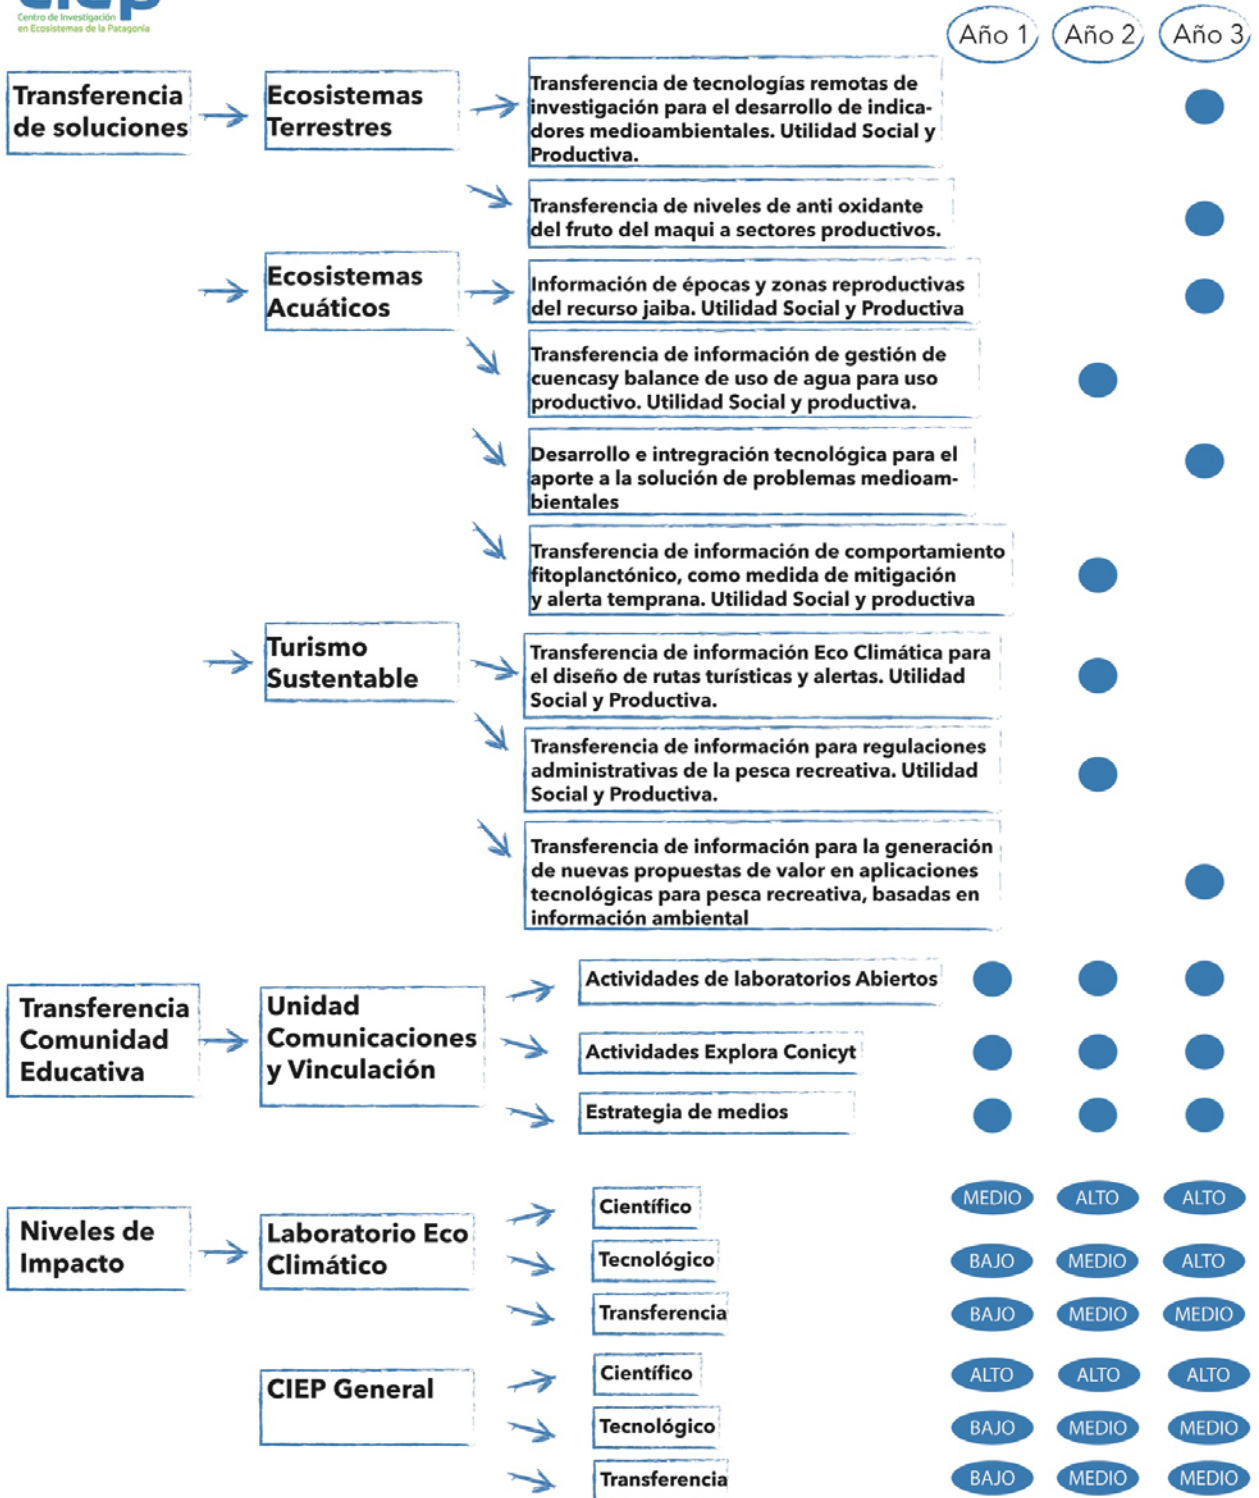 ciep
Centro de Investigación
en Ecosistemas de la Patagonia
Año 1
Año 2
Año 3
Transferencia
de soluciones
Ecosistemas
Terrestres
Transferencia de tecnologías remotas de
investigación para el desarrollo de indica-
dores medioambientales. Utilidad Social y
Productiva.
Transferencia de niveles de anti oxidante
del fruto del maqui a sectores productivos.
Ecosistemas
Acuáticos
Información de épocas y zonas reproductivas
del recurso jaiba. Utilidad Social y Productiva
Transferencia de información de gestión de
cuencasy balance de uso de agua para uso
productivo. Utilidad Social y productiva.
Desarrollo e intregración tecnológica para el
aporte a la solución de problemas medioam-
bientales
Transferencia de información de comportamiento
fitoplanctónico, como medida de mitigación
y alerta temprana. Utilidad Social y productiva
Turismo
Sustentable
Transferencia de información Eco Climática para
el diseño de rutas turísticas y alertas. Utilidad
Social y Productiva.
Transferencia de información para regulaciones
administrativas de la pesca recreativa. Utilidad
Social y Productiva.
Transferencia de información para la generación
de nuevas propuestas de valor en aplicaciones
tecnológicas para pesca recreativa, basadas en
información ambiental
Transferencia
Comunidad
Educativa
Unidad
Comunicaciones
y Vinculación
Actividades de laboratorios Abiertos
Actividades Explora Conicyt
Estrategia de medios
Niveles de
Impacto
Laboratorio Eco
Climático
Científico
MEDIO
ALTO
ALTO
Tecnológico
BAJO
MEDIO
ALTO
Transferencia
BAJO
MEDIO
MEDIO
CIEP General
Científico
ALTO
ALTO
ALTO
Tecnológico
BAJO
MEDIO
MEDIO
Transferencia
BAJO
MEDIO
MEDIO